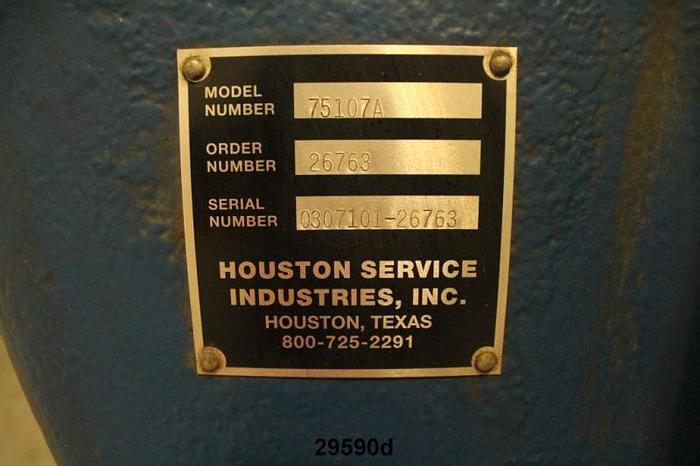 MODEL
NUMBER 75107A
ORDER
NUMBER 26763
SERIAL
NUMBER 0307101-26763
HOUSTON SERVICE
INDUSTRIES, INC.
HOUSTON, TEXAS
800-725-2291
29590d